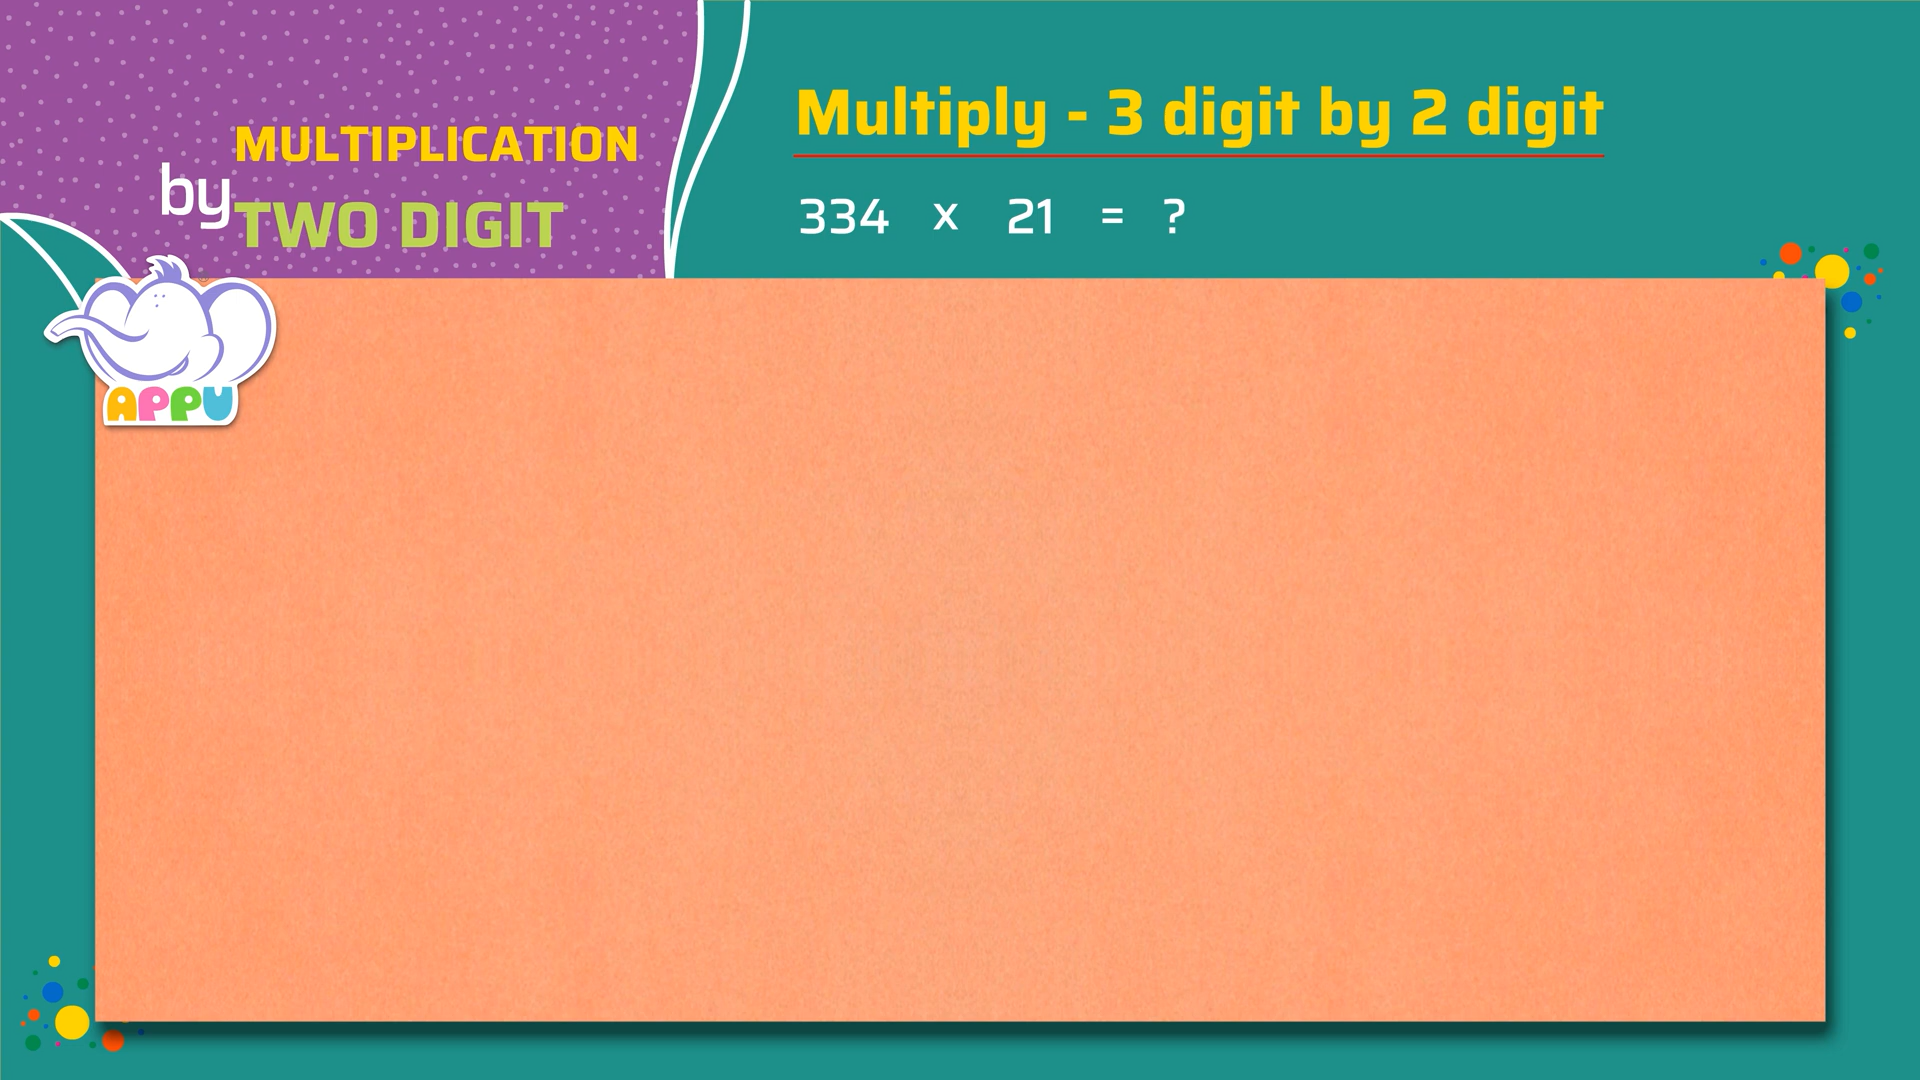 MULTIPLICATION
by TWO DIGIT
Multiply - 3 digit by 2 digit
334 x 21 = ?
APPU